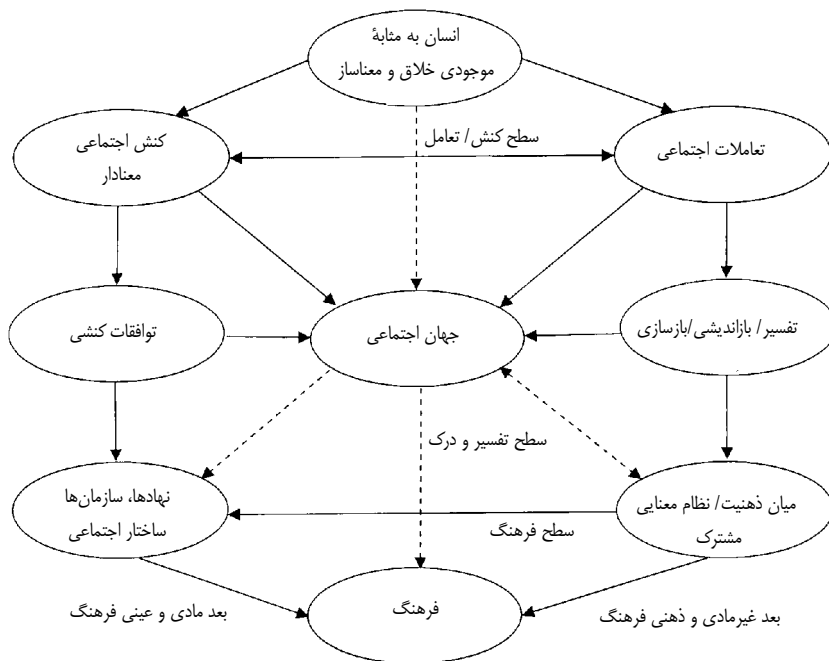 انسان به مثابهٔ
موجودی خلاق و معناساز
کنش اجتماعی
معنادار
سطح کنش/ تعامل
تعاملات اجتماعی
توافقات کنشی
جهان اجتماعی
تفسیر/ بازاندیشی/بازسازی
سطح تفسیر و درک
نهادها، سازمان‌ها
ساختار اجتماعی
میان ذهنیت/ نظام معنایی
مشترک
سطح فرهنگ
بعد مادی و عینی فرهنگ
فرهنگ
بعد غیرمادی و ذهنی فرهنگ